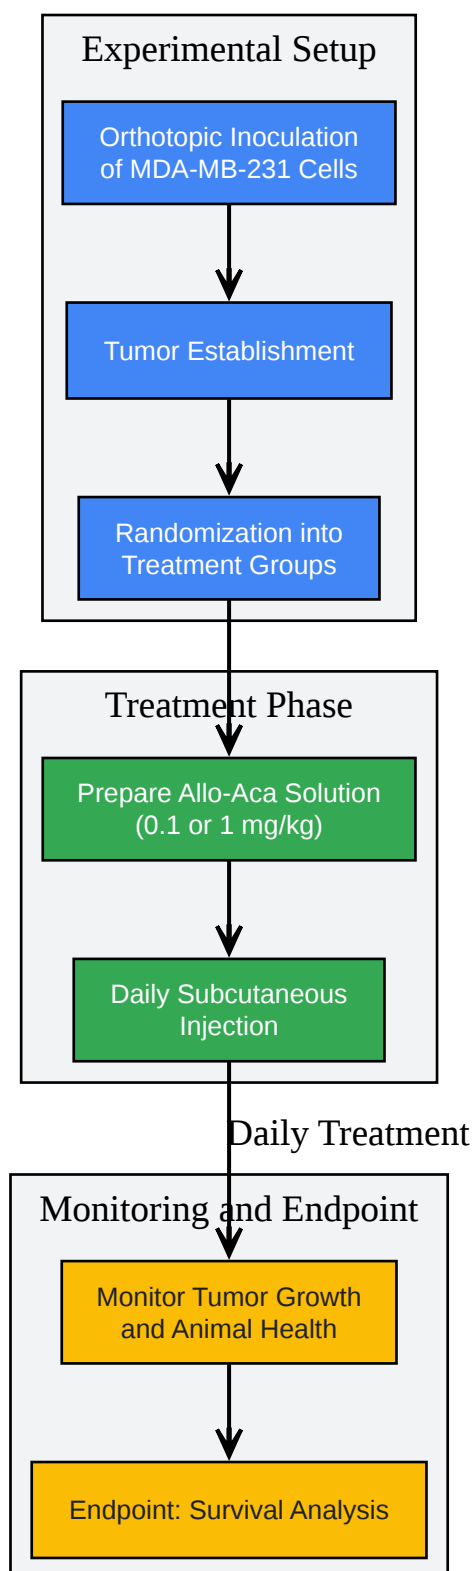 Experimental Setup
Orthotopic Inoculation
of MDA-MB-231 Cells
Tumor Establishment
Randomization into
Treatment Groups
Treatment Phase
Prepare Allo-Aca Solution
(0.1 or 1 mg/kg)
Daily Subcutaneous
Injection
Daily Treatment
Monitoring and Endpoint
Monitor Tumor Growth
and Animal Health
Endpoint: Survival Analysis